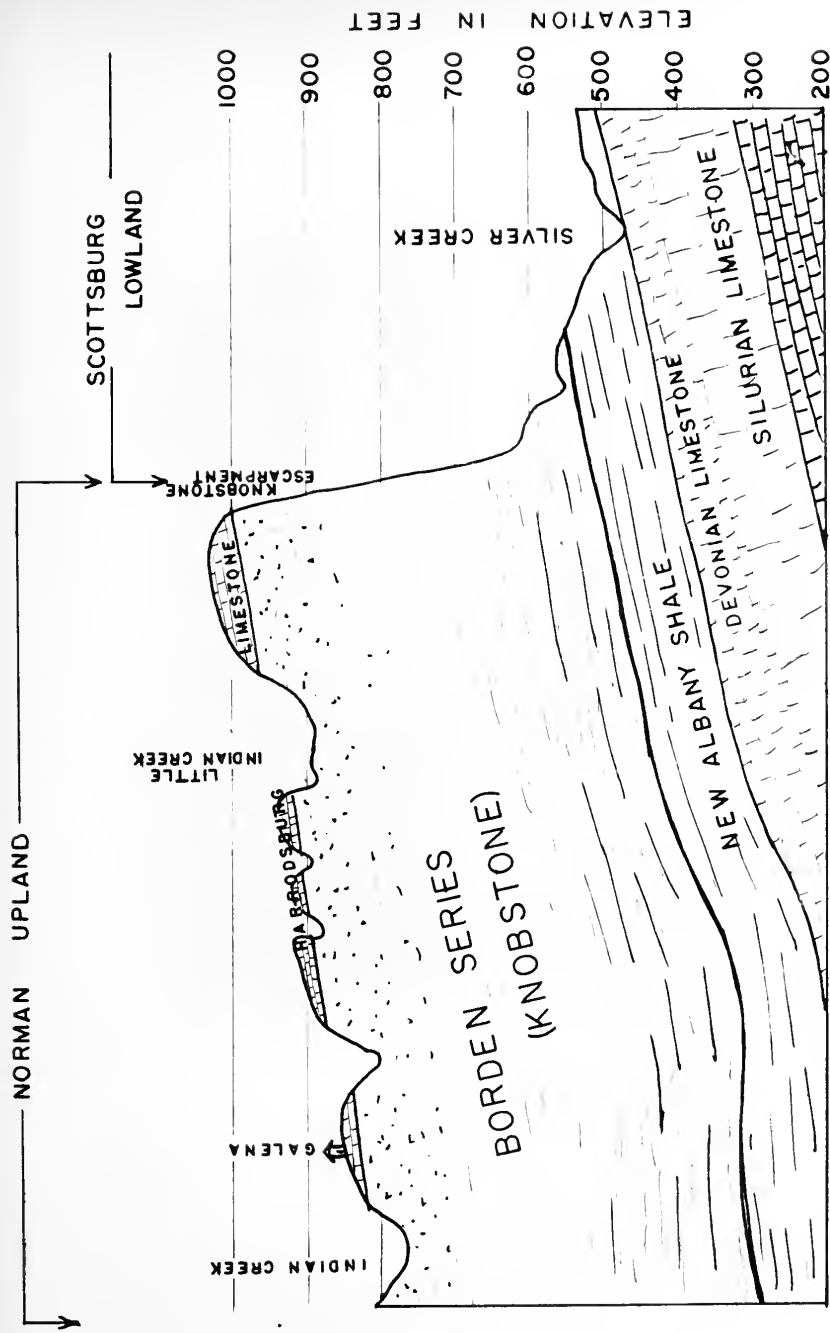 NORMAN UPLAND
SCOTTSBURG
LOWLAND
ELEVATION IN FEET
1000
900
800
700
600
500
400
300
200
INDIAN CREEK
GALENA
LITTLE
INDIAN CREEK
KNOBSTONE
ESCARPMENT
SILVER CREEK
HARRODSBURG
LIMESTONE
BORDEN SERIES
(KNOBSTONE)
NEW ALBANY SHALE
DEVONIAN LIMESTONE
SILURIAN LIMESTONE